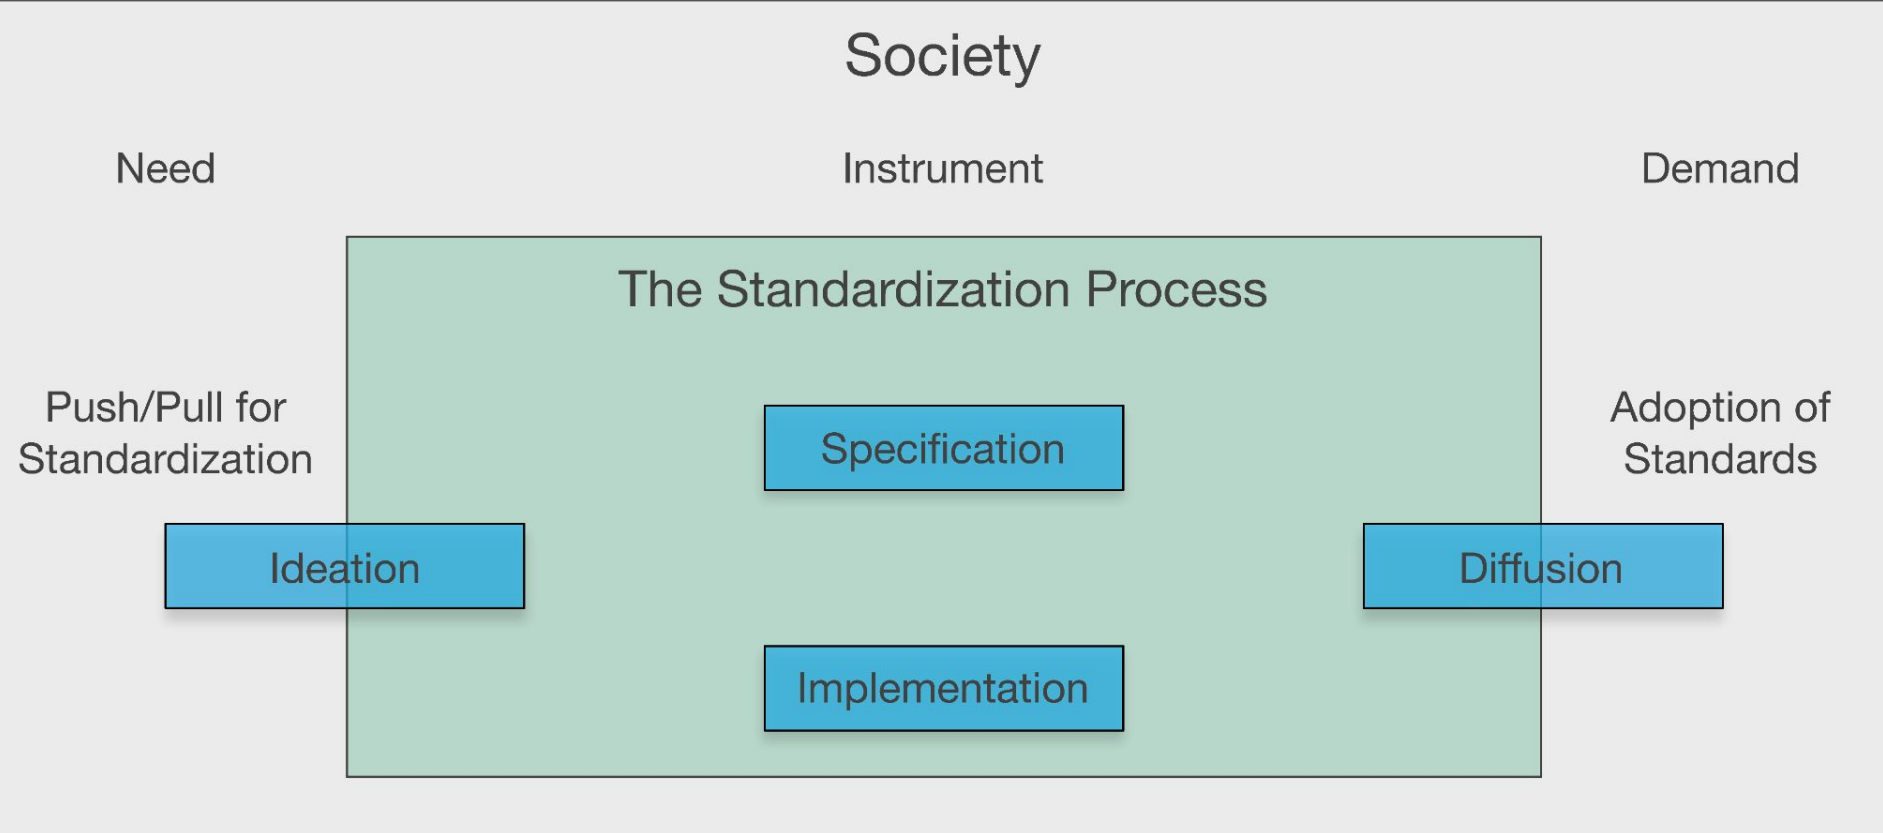 Society
Need
Instrument
Demand
The Standardization Process
Push/Pull for
Standardization
Specification
Adoption of
Standards
Ideation
Diffusion
Implementation